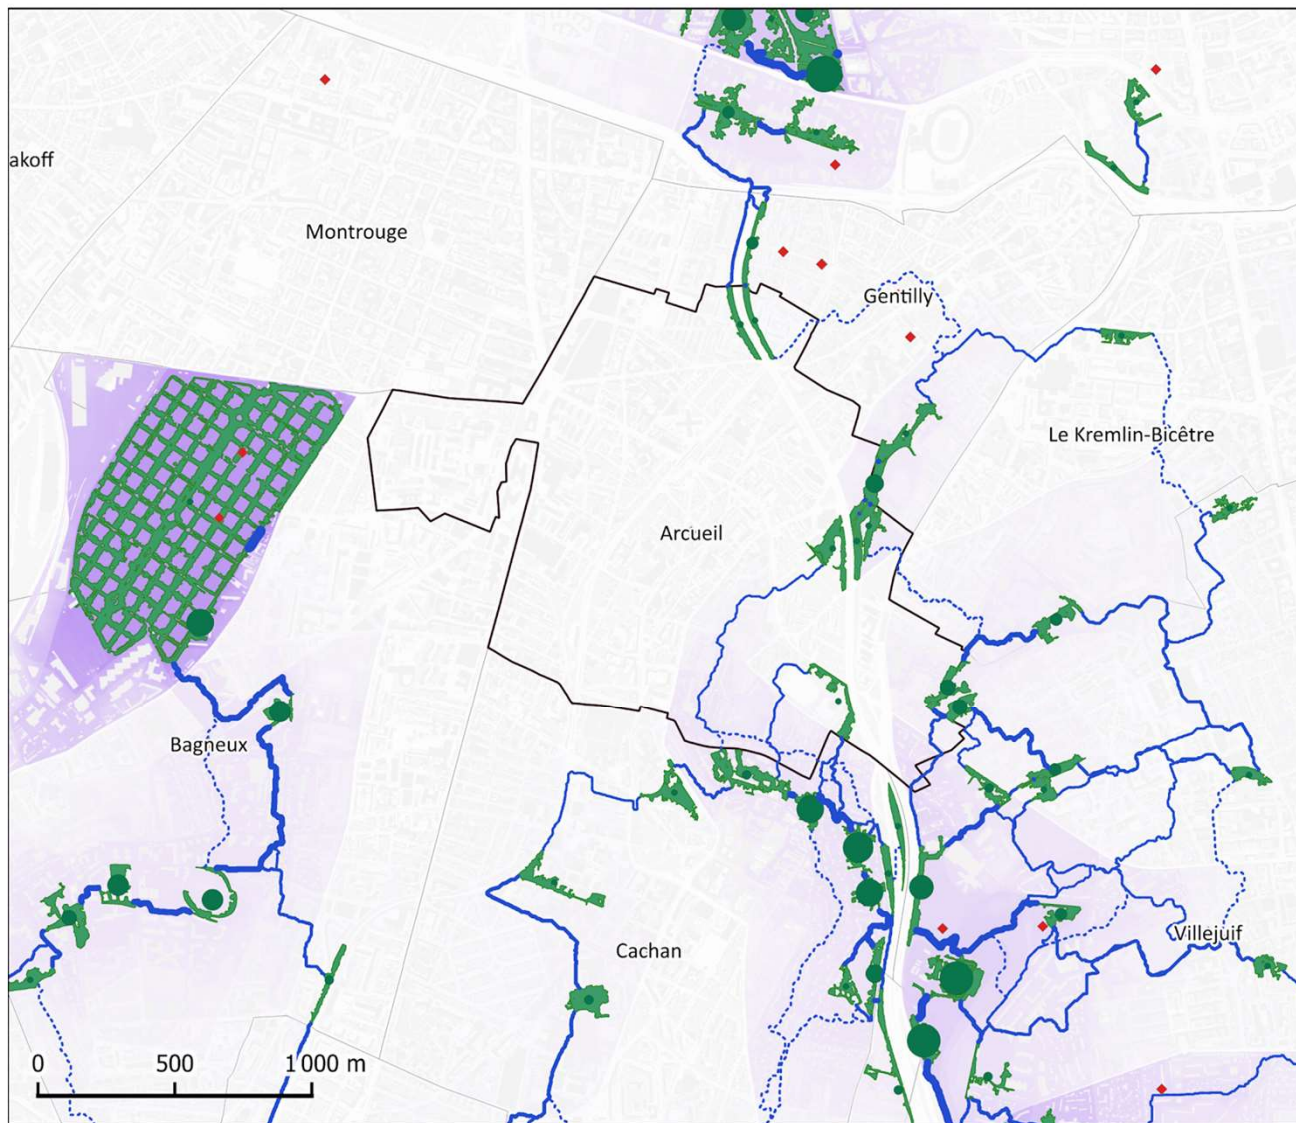 akoff
Montrouge
Gentilly
Le Kremlin-Bicêtre
Arcueil
Bagneux
Cachan
Villejuif
0 500 1 000 m